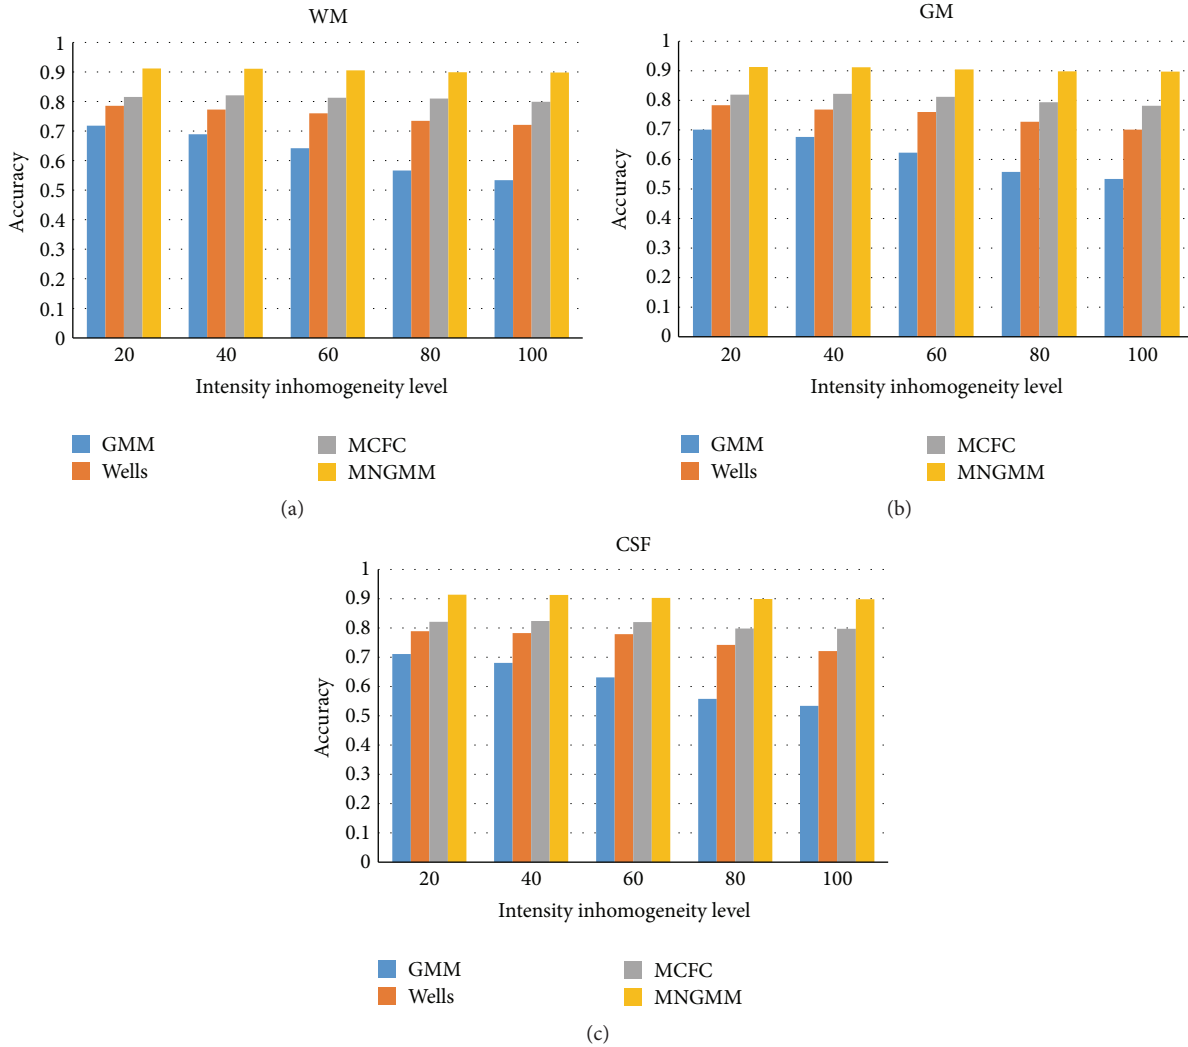 WM
1
0.9
0.8
0.7
0.6
0.5
0.4
0.3
0.2
0.1
0
Accuracy
20 40 60 80 100
Intensity inhomogeneity level
GMM MCFC
Wells MNGMM
(a)
GM
1
0.9
0.8
0.7
0.6
0.5
0.4
0.3
0.2
0.1
0
Accuracy
20 40 60 80 100
Intensity inhomogeneity level
GMM MCFC
Wells MNGMM
(b)
CSF
1
0.9
0.8
0.7
0.6
0.5
0.4
0.3
0.2
0.1
0
Accuracy
20 40 60 80 100
Intensity inhomogeneity level
GMM MCFC
Wells MNGMM
(c)